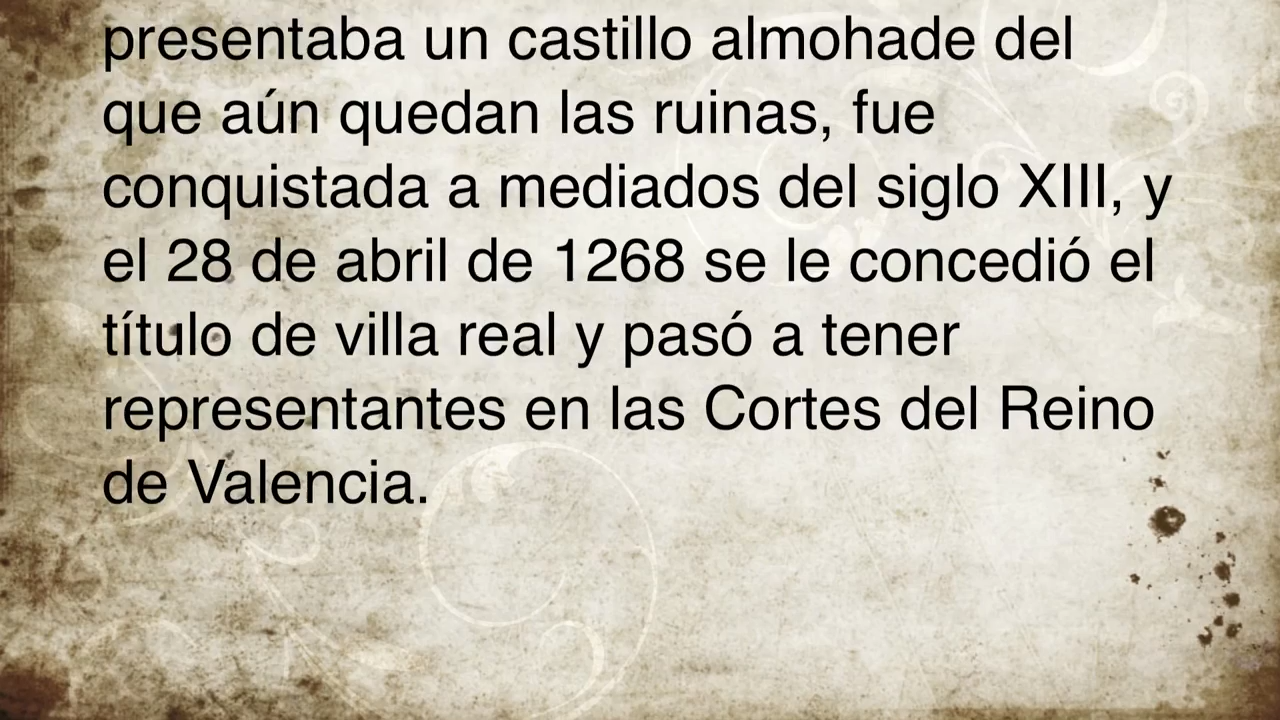 presentaba un castillo almohade del
que aún quedan las ruinas, fue
conquistada a mediados del siglo XIII, y
el 28 de abril de 1268 se le concedió el
título de villa real y pasó a tener
representantes en las Cortes del Reino
de Valencia.